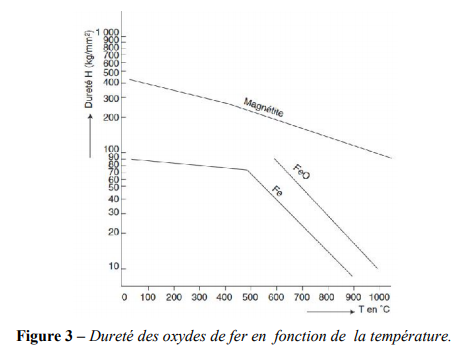 Dureté H (kg/mm²)
1 000
900
800
700
600
500
400
300
200
100
90
80
70
60
50
40
30
20
10
Magnétite
FeO
Fe
0 100 200 300 400 500 600 700 800 900 1000
T en °C
Figure 3 – Dureté des oxydes de fer en fonction de la température.